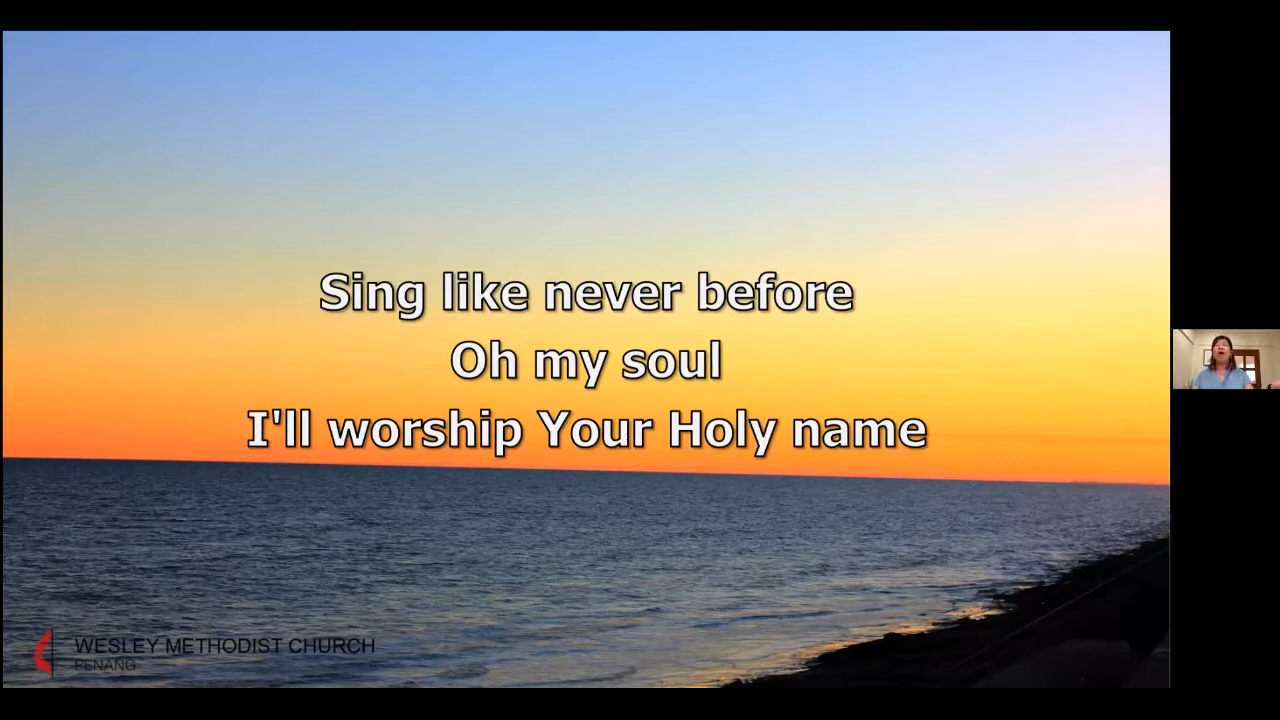 Sing like never before
Oh my soul
I'll worship Your Holy name
WESLEY METHODIST CHURCH
PENANG